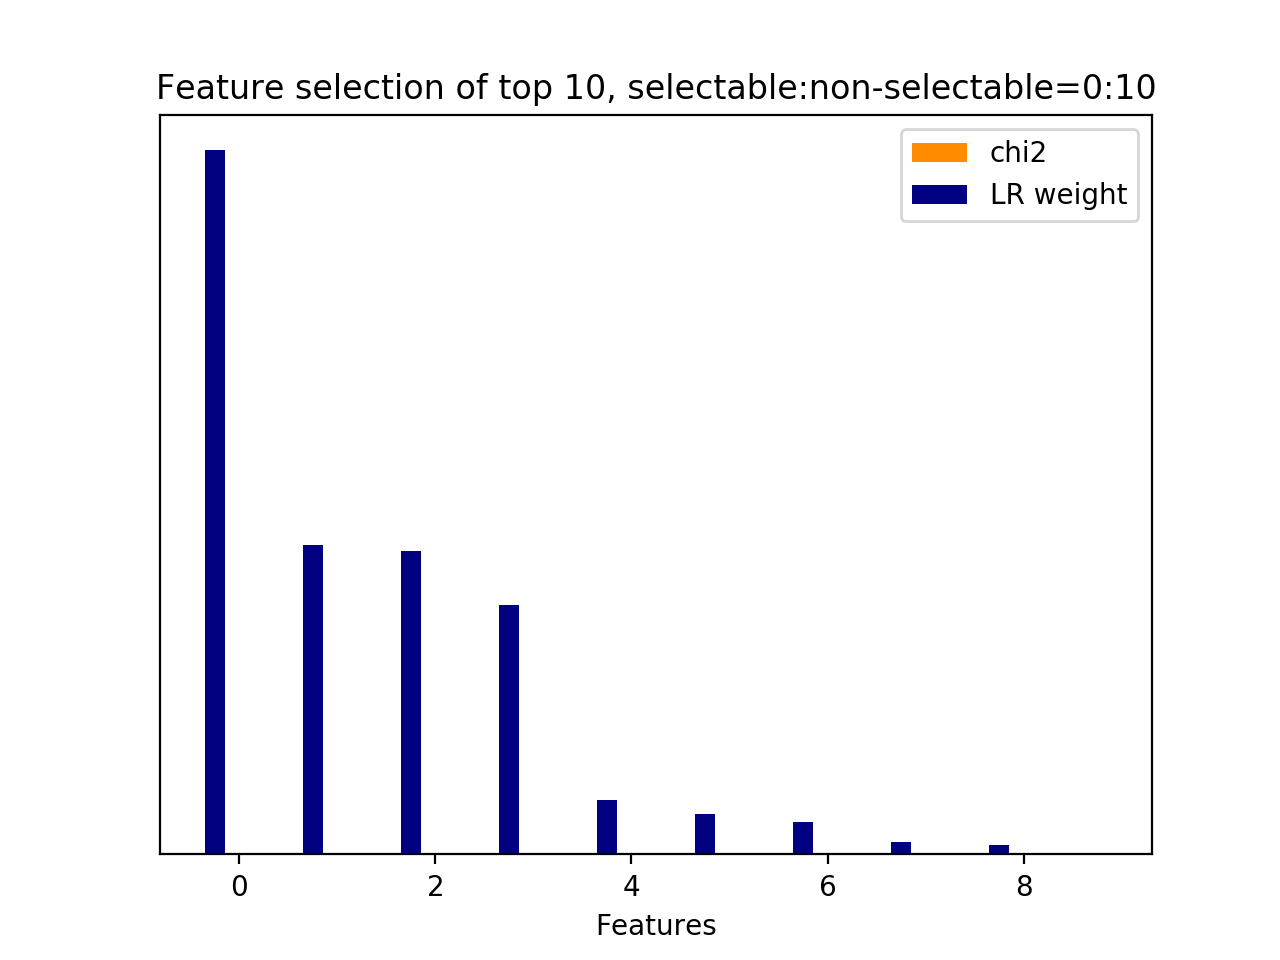 Feature selection of top 10, selectable:non-selectable=0:10
chi2
LR weight
0 2 4 6 8
Features